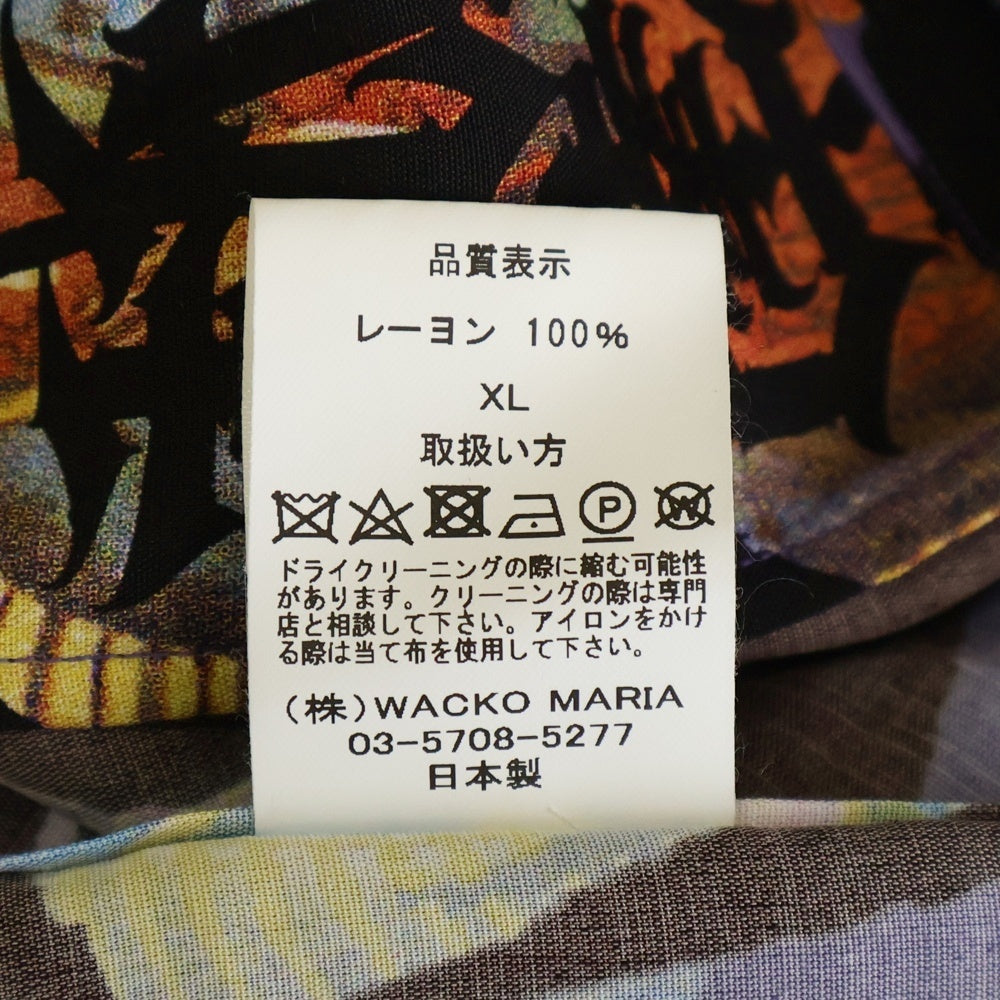 品質表示
レーヨン 100%
XL
取扱い方
P W
ドライクリーニングの際に縮む可能性
があります。クリーニングの際は専門
店と相談して下さい。アイロンをかけ
る際は当て布を使用して下さい。
(株)WACKO MARIA
03-5708-5277
日本製